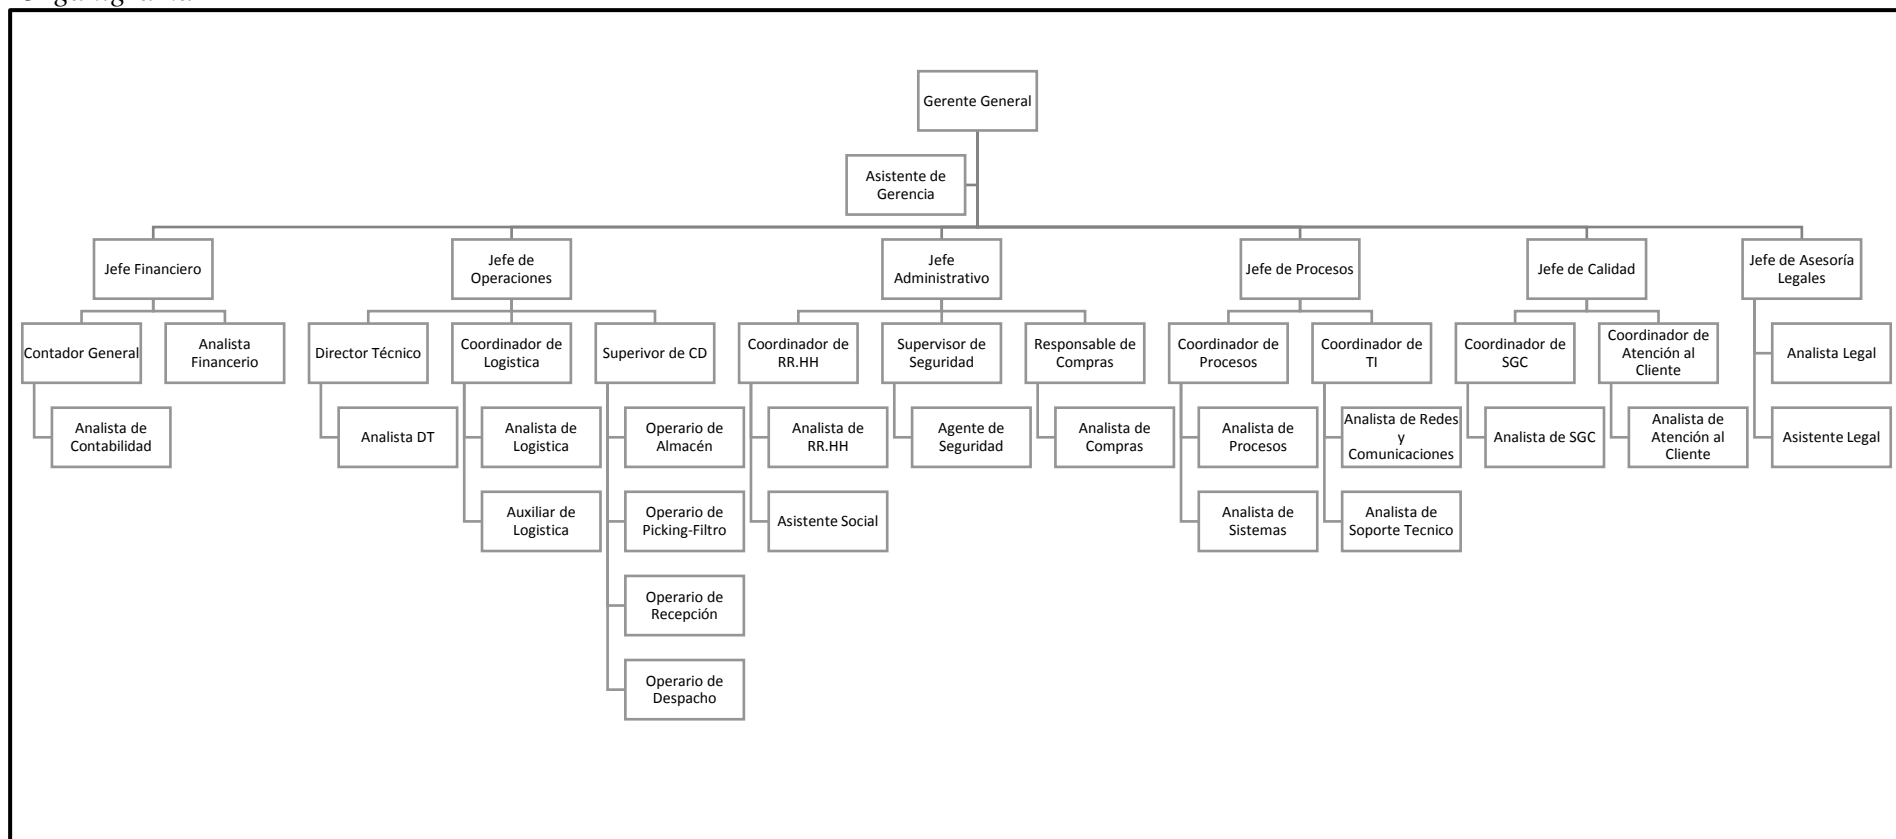 Gerente General
Asistente de
Gerencia
Jefe Financiero
Jefe de
Operaciones
Jefe
Administrativo
Jefe de Procesos
Jefe de Calidad
Jefe de Asesoría
Legales
Contador General
Analista
Financerio
Director Técnico
Coordinador de
Logistica
Superivor de CD
Coordinador de
RR.HH
Supervisor de
Seguridad
Responsable de
Compras
Coordinador de
Procesos
Coordinador de
TI
Coordinador de
SGC
Coordinador de
Atención al
Cliente
Analista Legal
Analista de
Contabilidad
Analista DT
Analista de
Logistica
Operario de
Almacén
Analista de
RR.HH
Agente de
Seguridad
Analista de
Compras
Analista de
Procesos
Analista de Redes
y
Comunicaciones
Analista de SGC
Analista de
Atención al
Cliente
Asistente Legal
Auxiliar de
Logistica
Operario de
Picking-Filtro
Asistente Social
Analista de
Sistemas
Analista de
Soporte Tecnico
Operario de
Recepción
Operario de
Despacho